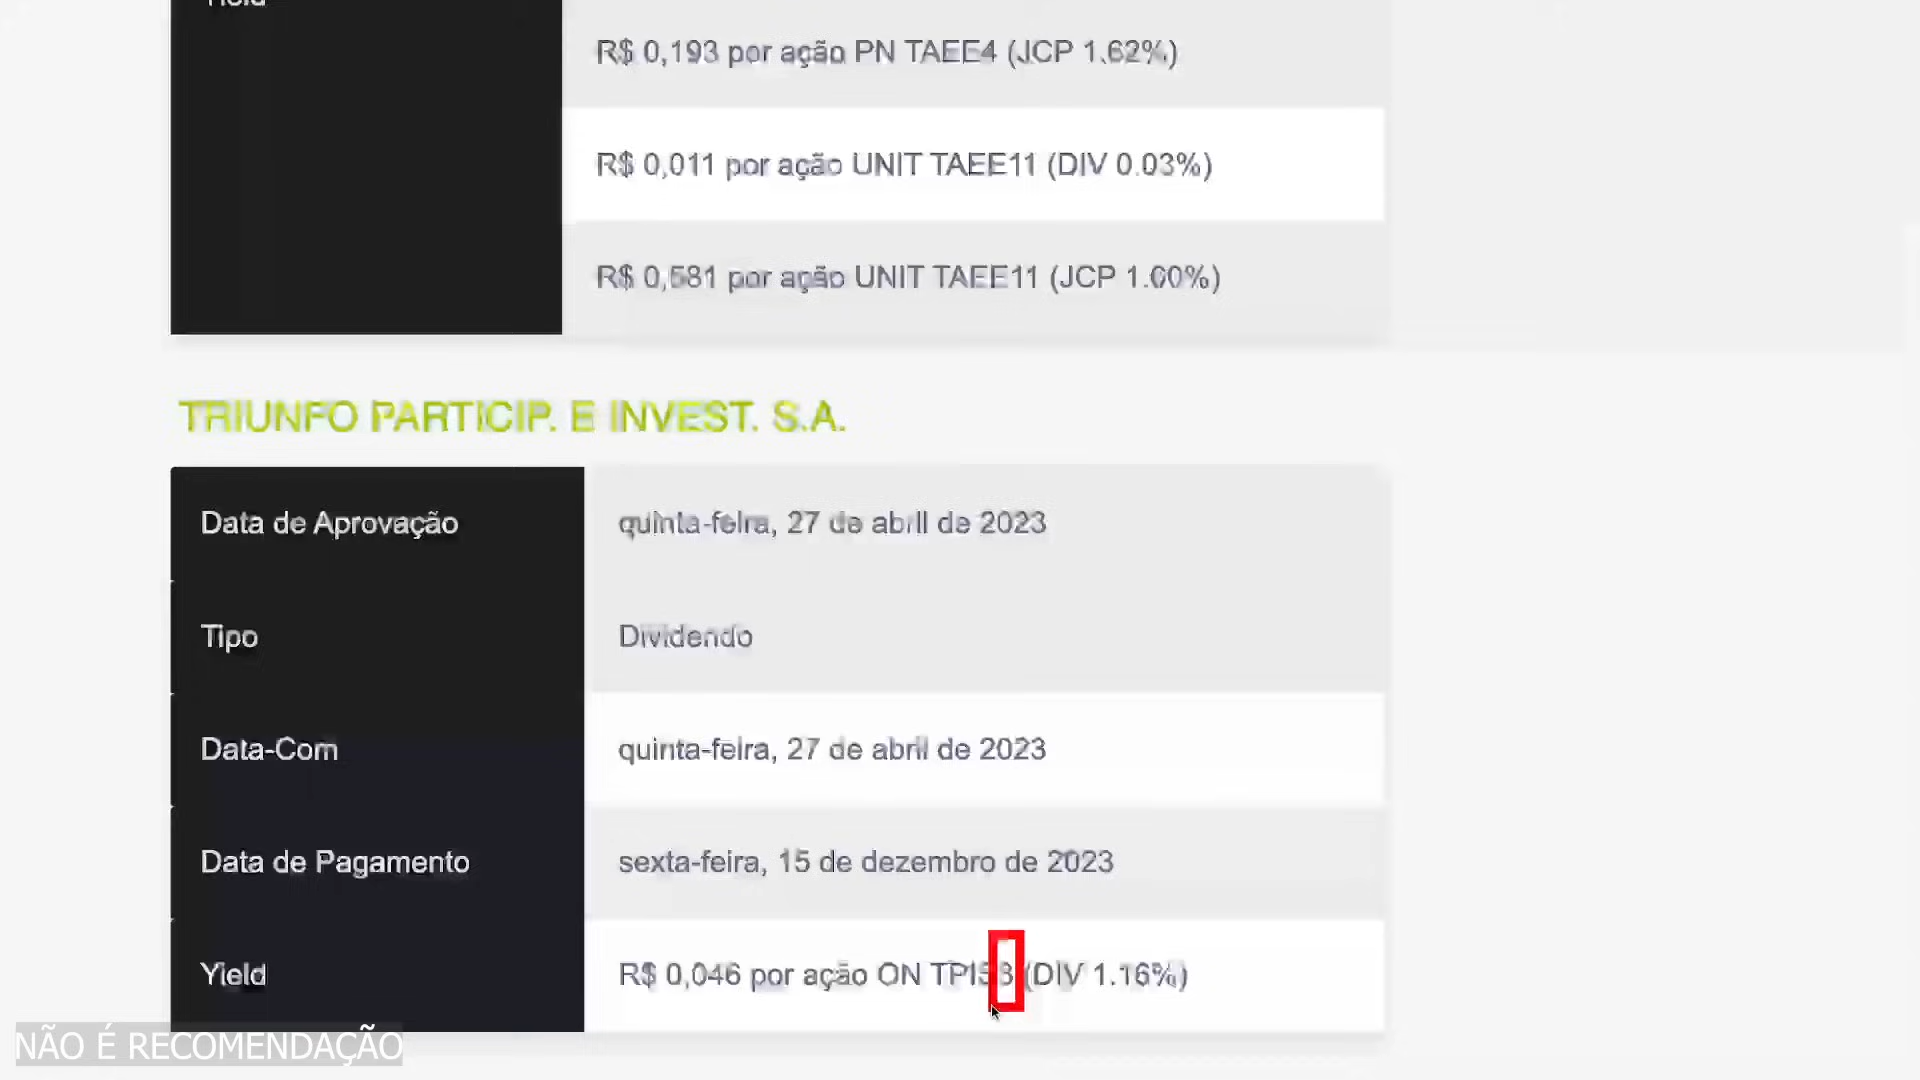 R$ 0,193 por ação PN TAEE4 (JCP 1.62%)
R$ 0,011 por ação UNIT TAEE11 (DIV 0.03%)
R$ 0,581 por ação UNIT TAEE11 (JCP 1.60%)
TRIUNFO PARTICIP. E INVEST. S.A.
Data de Aprovação quinta-feira, 27 de abril de 2023
Tipo Dividendo
Data-Com quinta-feira, 27 de abril de 2023
Data de Pagamento sexta-feira, 15 de dezembro de 2023
Yield R$ 0,046 por ação ON TPIS3 (DIV 1.16%)
NÃO É RECOMENDAÇÃO